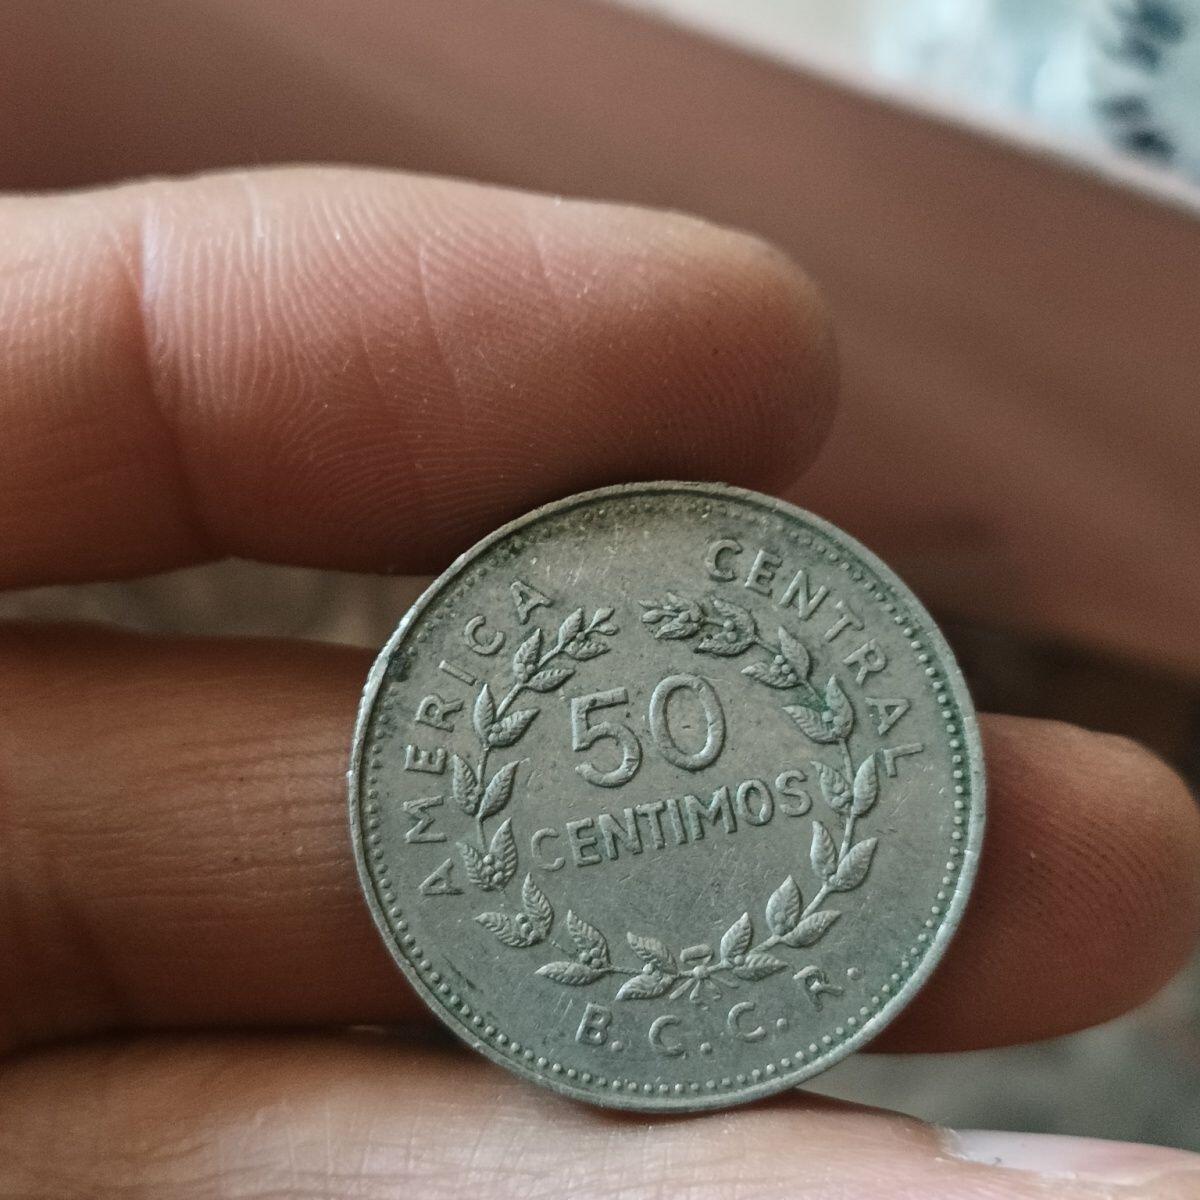 AMERICA CENTRAL
50
CENTIMOS
B. C. C. R.